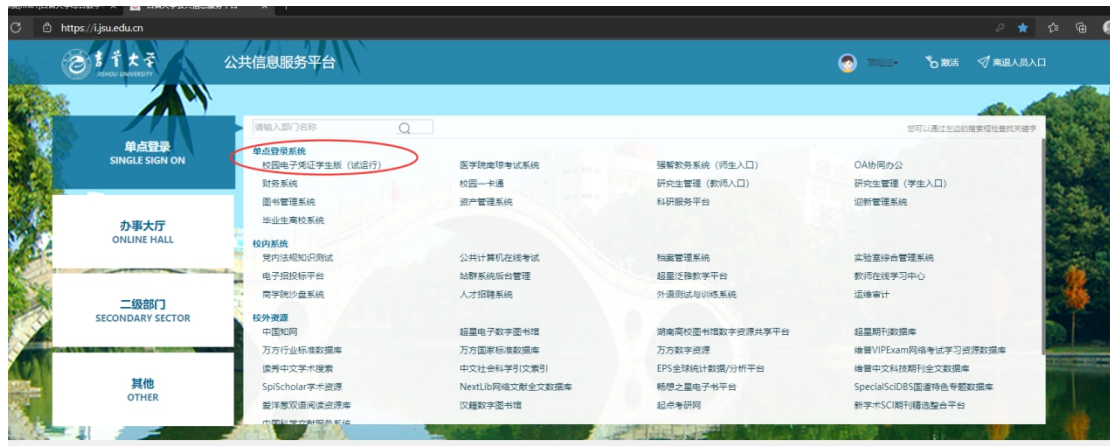 https://i.jsu.edu.cn
吉首大学 JISHOU UNIVERSITY
公共信息服务平台
激活 离退人员入口
请输入部门名称
您可以通过左边的搜索框检查找关键字
单点登录
SINGLE SIGN ON
办事大厅
ONLINE HALL
二级部门
SECONDARY SECTOR
其他
OTHER
单点登录系统
校园电子凭证学生版（试运行） 医学院南琼考试系统 强智教务系统（师生入口） OA协同办公
财务系统 校园一卡通 研究生管理（教师入口） 研究生管理（学生入口）
图书管理系统 资产管理系统 科研服务平台 迎新管理系统
毕业生离校系统
校内系统
党内法规知识测试 公共计算机在线考试 档案管理系统 实验室综合管理系统
电子招投标平台 站群系统后台管理 超星泛雅教学平台 教师在线学习中心
商学院沙盘系统 人才招聘系统 外语测试与训练系统 运维审计
校外资源
中国知网 超星电子数字图书馆 湖南高校图书馆数字资源共享平台 超星期刊数据库
万方行业标准数据库 万方国家标准数据库 万方数字资源 维普VIPExam网络考试学习资源数据库
读秀中文学术搜索 中文社会科学引文索引 EPS全球统计数据/分析平台 维普中文科技期刊全文数据库
SpiScholar学术资源 NextLib网络文献全文数据库 畅想之星电子书平台 SpecialSciDBS国道特色专题数据库
爱洋葱双语阅读资源库 汉籍数字图书馆 起点考研网 新学术SCI期刊精选整合平台